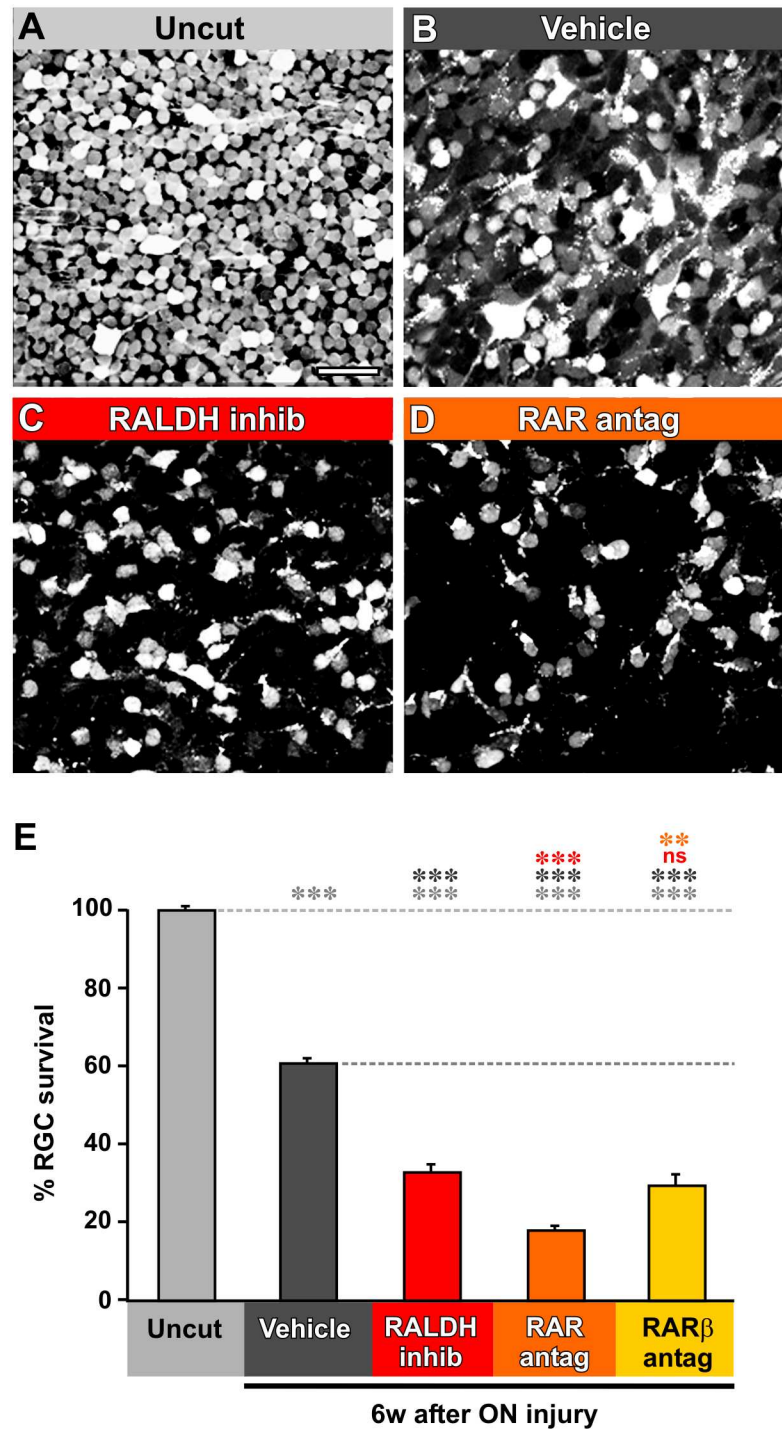 A Uncut
B Vehicle
C RALDH inhib
D RAR antag
E
**
*** ns
*** *** ***
*** *** *** ***
100
80
60
40
20
0
% RGC survival
Uncut
Vehicle
RALDH
inhib
RAR
antag
RARβ
antag
6w after ON injury